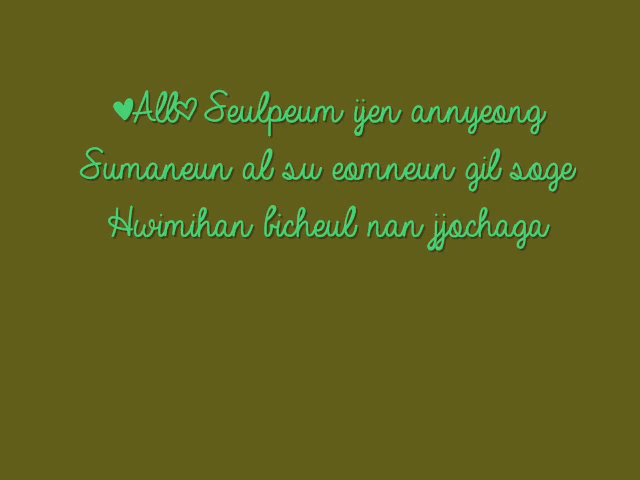 ♥All♡ Seulpeum ijen annyeong
Sumaneun al su eomneun gil soge
Hwimihan bicheul nan jjochaga